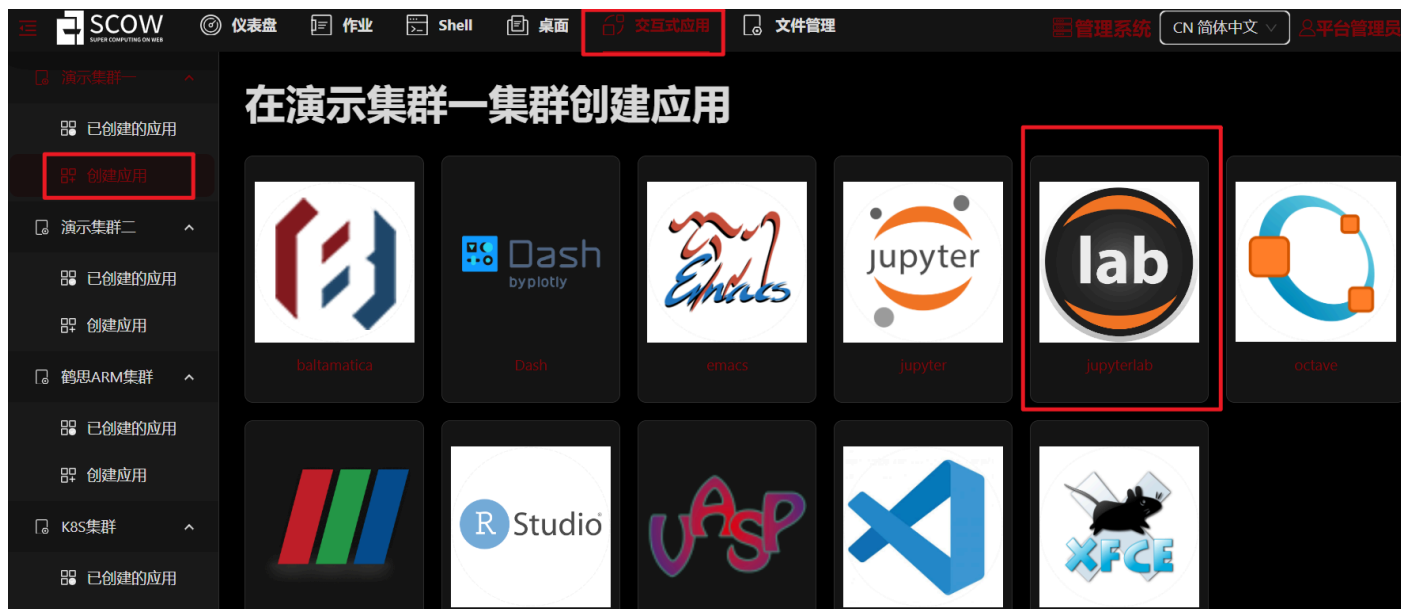 SCOW
SUPER COMPUTING ON WEB
仪表盘
作业
Shell
桌面
交互式应用
文件管理
管理系统
CN 简体中文
平台管理员
演示集群一
已创建的应用
创建应用
演示集群二
已创建的应用
创建应用
鹤思ARM集群
已创建的应用
创建应用
K8S集群
已创建的应用
在演示集群一集群创建应用
Dash
byplotly
Emacs
jupyter
lab
baltamatica
Dash
emacs
jupyter
jupyterlab
octave
R Studio
VASP
XFCE